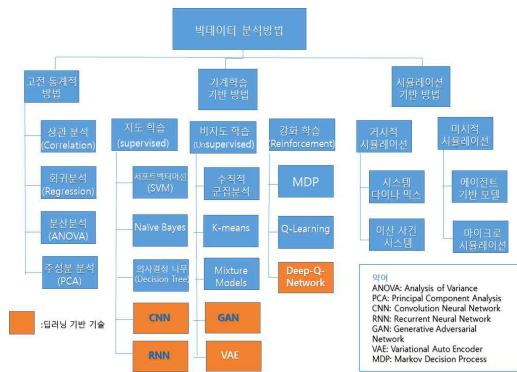 빅데이터 분석방법
고전 통계적
방법
기계학습
기반 방법
시뮬레이션
기반 방법
상관 분석
(Correlation)
회귀분석
(Regression)
분산분석
(ANOVA)
주성분 분석
(PCA)
지도 학습
(supervised)
서포트벡터머신
(SVM)
Naïve Bayes
의사결정 나무
(Decision Tree)
CNN
RNN
비지도 학습
(Unsupervised)
수직적
군집분석
K-means
Mixture
Models
GAN
VAE
강화 학습
(Reinforcement)
MDP
Q-Learning
Deep-Q-
Network
거시적
시뮬레이션
시스템
다이나 믹스
이산 사건
시스템
미시적
시뮬레이션
에이전트
기반 모델
마이크로
시뮬레이션
:딥러닝 기반 기술
약어
ANOVA: Analysis of Variance
PCA: Principal Component Analysis
CNN: Convolution Neural Network
RNN: Recurrent Neural Network
GAN: Generative Adversarial
Network
VAE: Variational Auto Encoder
MDP: Markov Decision Process